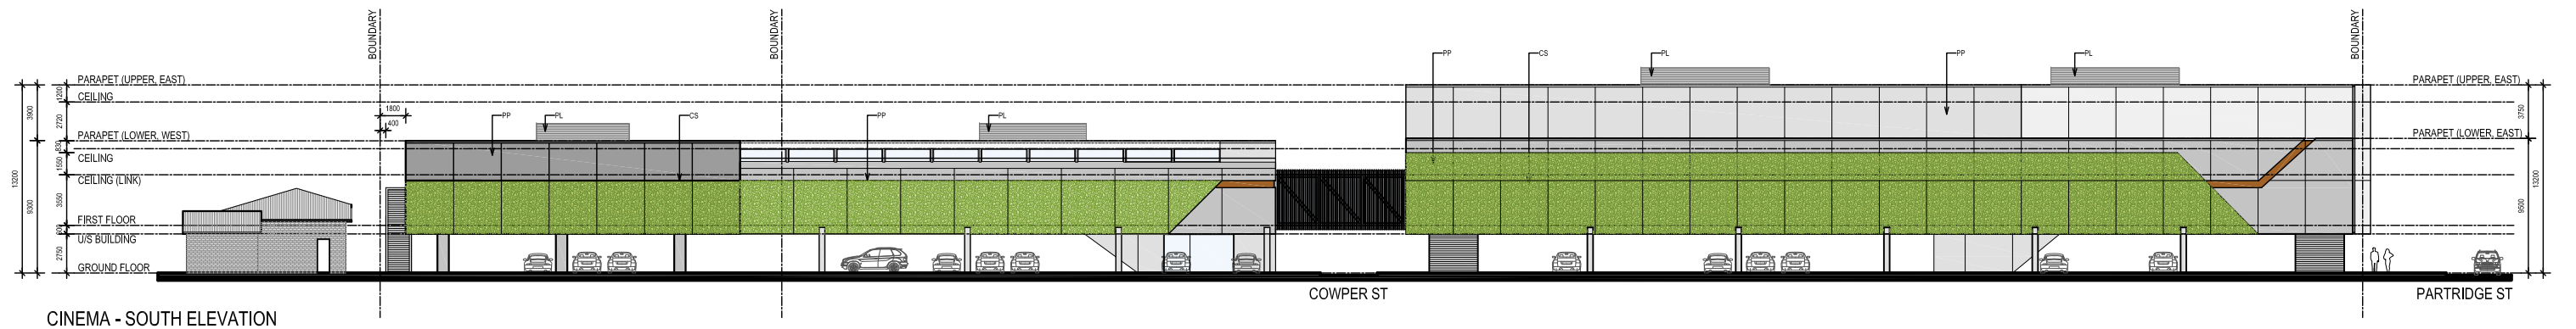 BOUNDARY
BOUNDARY
BOUNDARY
PP
CS
PL
PP
PL
PARAPET (UPPER, EAST)
PARAPET (UPPER, EAST)
CEILING
1200
3900
2720
3750
1800
400
PP
PL
CS
PP
PL
PARAPET (LOWER, WEST)
PARAPET (LOWER, EAST)
830
CEILING
1550
CEILING (LINK)
13200
9300
3550
13200
9500
FIRST FLOOR
U/S BUILDING
2750
GROUND FLOOR
COWPER ST
PARTRIDGE ST
CINEMA - SOUTH ELEVATION